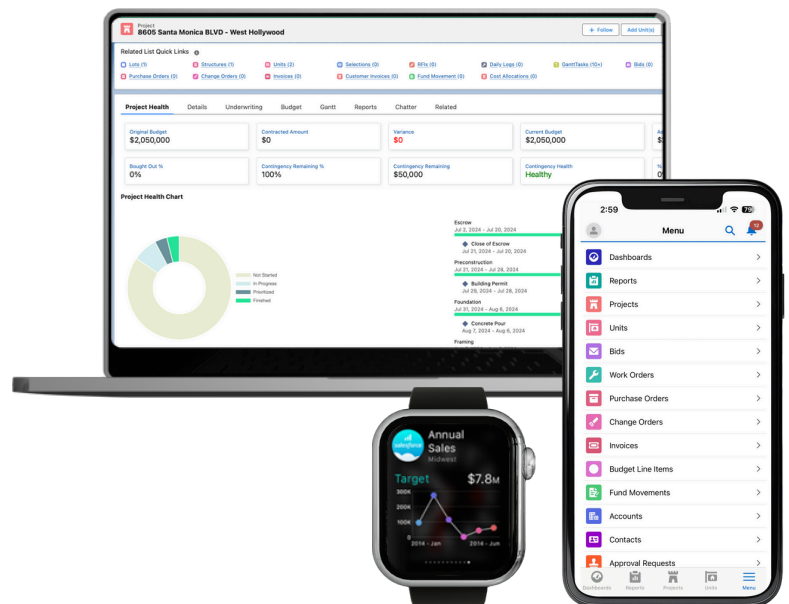 Project
8605 Santa Monica BLVD - West Hollywood
+ Follow
Add Unit(s)
Related List Quick Links
Lots (1)
Structures (1)
Units (2)
Selections (0)
RFIs (0)
Daily Logs (0)
GanttTasks (10+)
Bids (0)
Purchase Orders (0)
Change Orders (0)
Invoices (0)
Customer Invoices (0)
Fund Movement (0)
Cost Allocations (0)
Project Health
Details
Underwriting
Budget
Gantt
Reports
Chatter
Related
Original Budget
$2,050,000
Contracted Amount
$0
Variance
$0
Current Budget
$2,050,000
Bought Out %
0%
Contingency Remaining %
100%
Contingency Remaining
$50,000
Contingency Health
Healthy
Project Health Chart
Not Started
In Progress
Prioritized
Finished
Escrow
Jul 2, 2024 - Jul 20, 2024
Close of Escrow
Jul 21, 2024 - Jul 20, 2024
Preconstruction
Jul 21, 2024 - Jul 28, 2024
Building Permit
Jul 29, 2024 - Jul 28, 2024
Foundation
Jul 31, 2024 - Aug 6, 2024
Concrete Pour
Aug 7, 2024 - Aug 6, 2024
Framing
2:59
79
Menu
12
Dashboards
Reports
Projects
Units
Bids
Work Orders
Purchase Orders
Change Orders
Invoices
Budget Line Items
Fund Movements
Accounts
Contacts
Approval Requests
Dashboards
Reports
Projects
Units
Menu
salesforce
Annual
Sales
Midwest
Target
$7.8M
300K
200K
100K
0
2014 - Jan
2014 - Jun